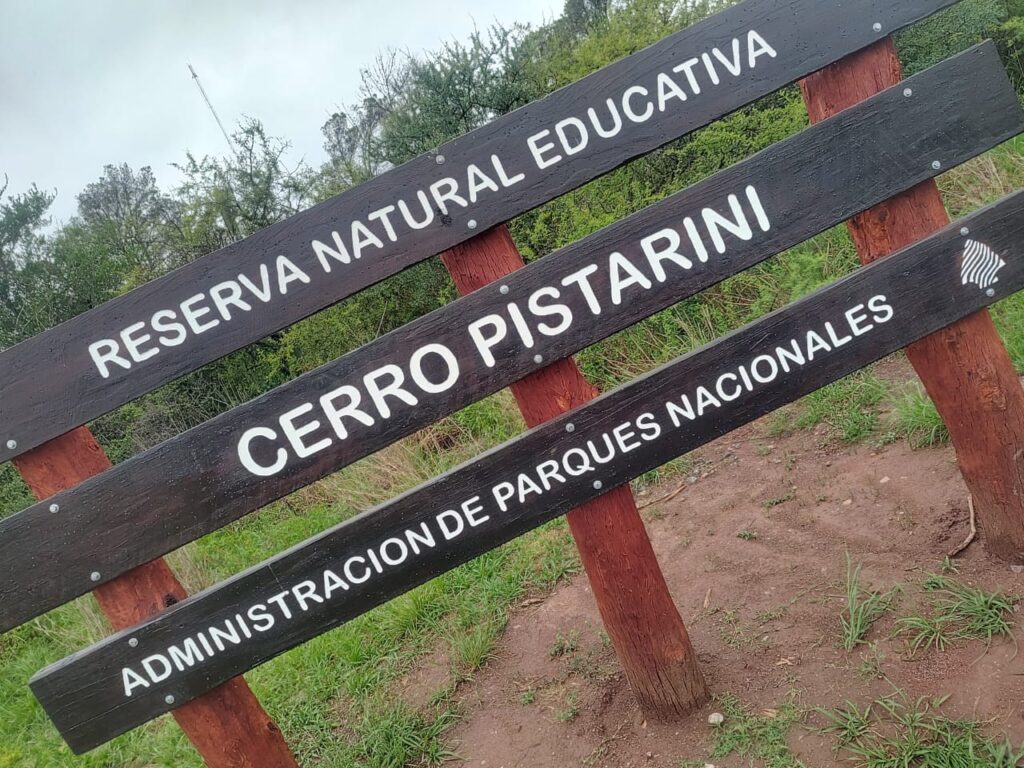 RESERVA NATURAL EDUCATIVA
CERRO PISTARINI
ADMINISTRACION DE PARQUES NACIONALES